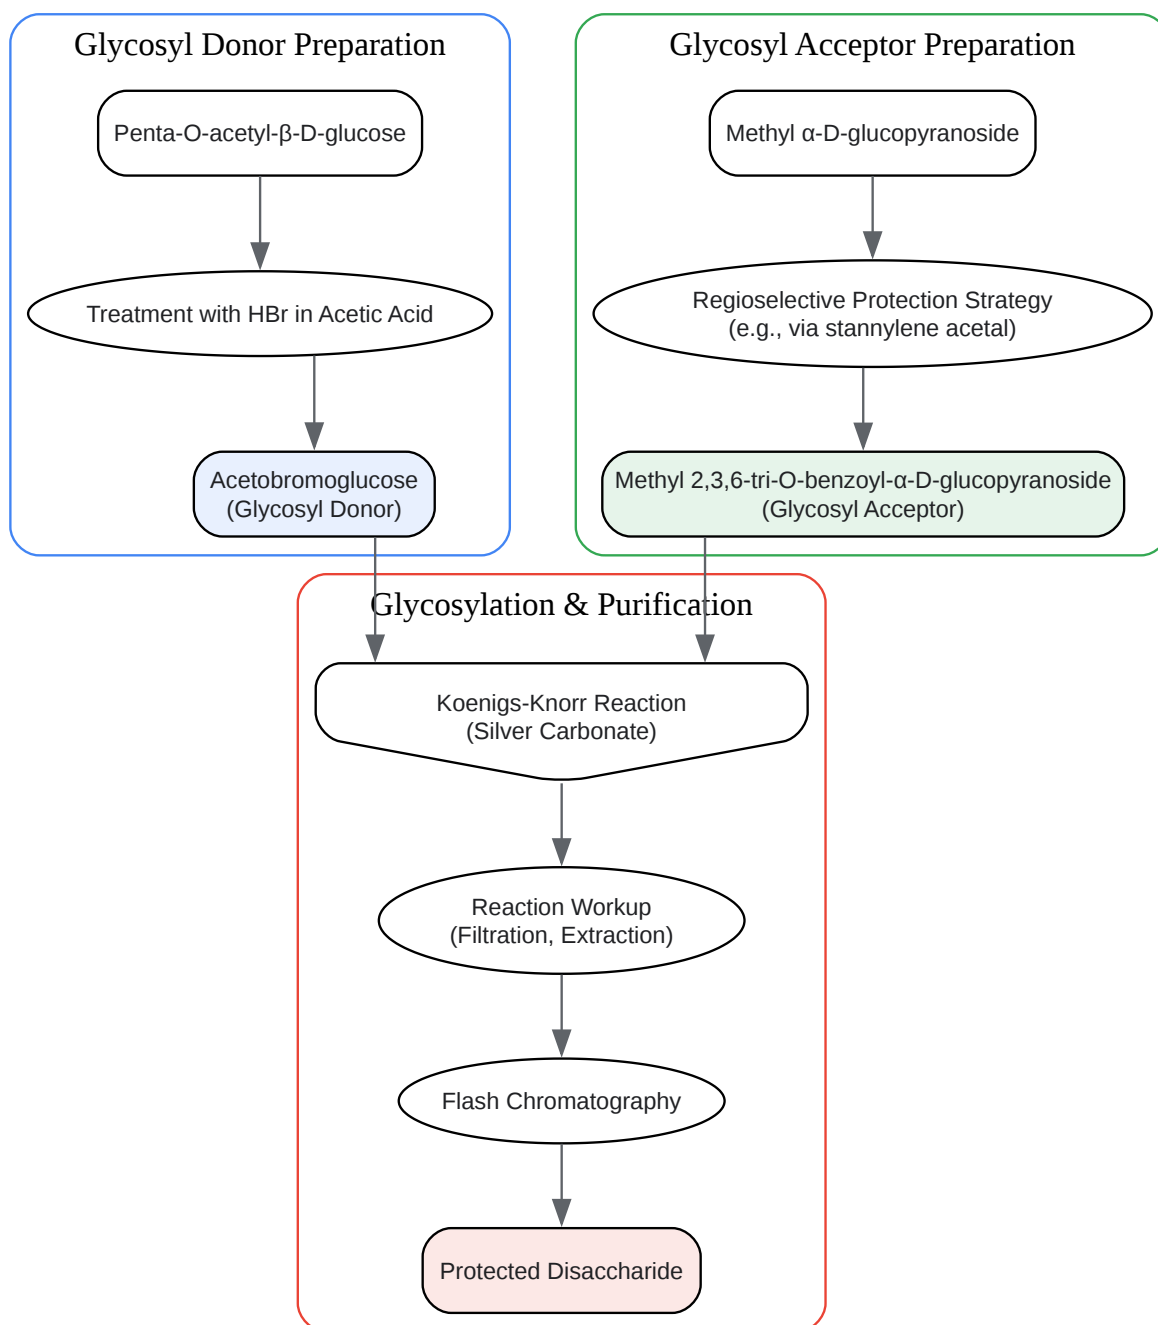 Glycosyl Donor Preparation
Penta-O-acetyl-β-D-glucose
Treatment with HBr in Acetic Acid
Acetobromoglucose
(Glycosyl Donor)
Glycosyl Acceptor Preparation
Methyl α-D-glucopyranoside
Regioselective Protection Strategy
(e.g., via stannylene acetal)
Methyl 2,3,6-tri-O-benzoyl-α-D-glucopyranoside
(Glycosyl Acceptor)
Glycosylation & Purification
Koenigs-Knorr Reaction
(Silver Carbonate)
Reaction Workup
(Filtration, Extraction)
Flash Chromatography
Protected Disaccharide